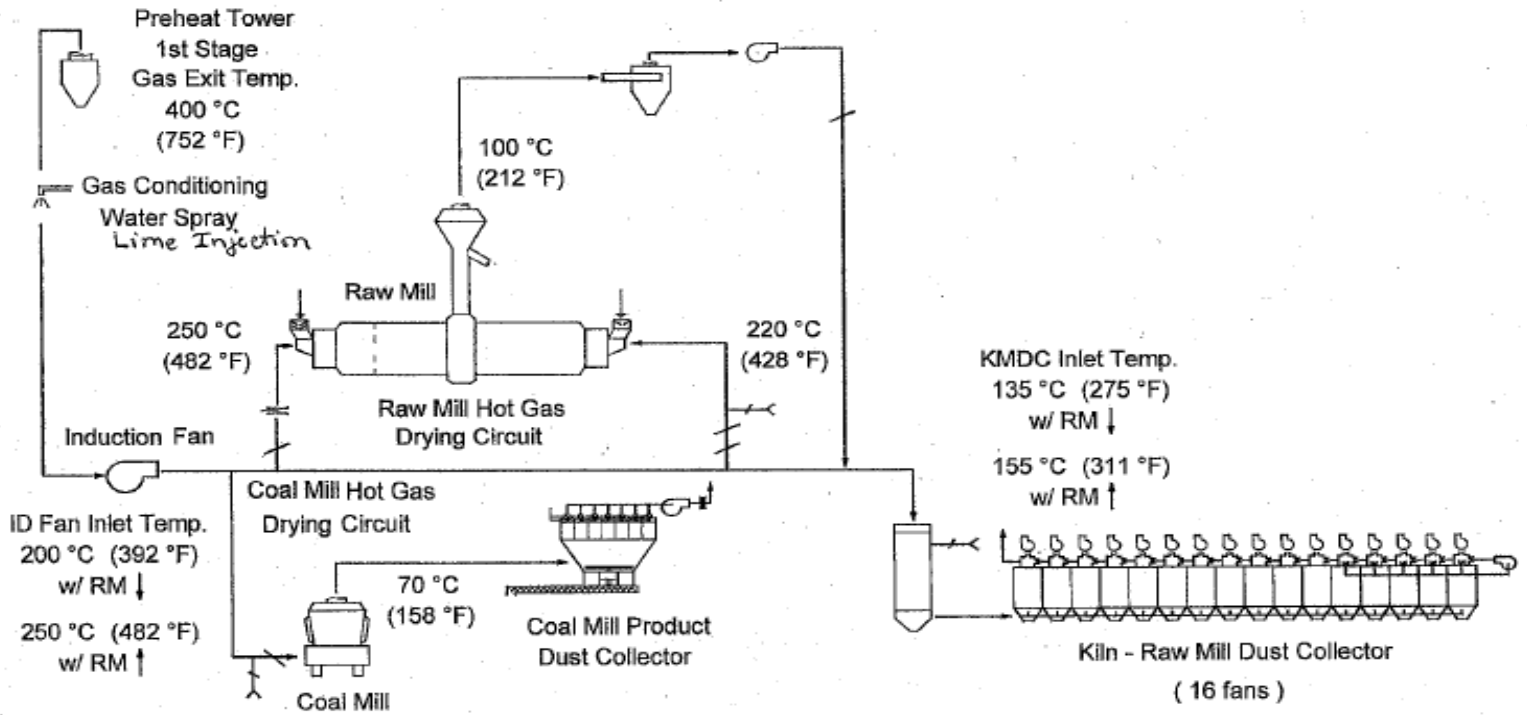 Preheat Tower
1st Stage
Gas Exit Temp.
400 °C
(752 °F)
Gas Conditioning
Water Spray
Lime Injection
100 °C
(212 °F)
Raw Mill
250 °C
(482 °F)
220 °C
(428 °F)
Raw Mill Hot Gas
Drying Circuit
KMDC Inlet Temp.
135 °C (275 °F)
w/ RM ↓
155 °C (311 °F)
w/ RM ↑
Induction Fan
Coal Mill Hot Gas
Drying Circuit
ID Fan Inlet Temp.
200 °C (392 °F)
w/ RM ↓
250 °C (482 °F)
w/ RM ↑
70 °C
(158 °F)
Coal Mill
Coal Mill Product
Dust Collector
Kiln - Raw Mill Dust Collector
( 16 fans )